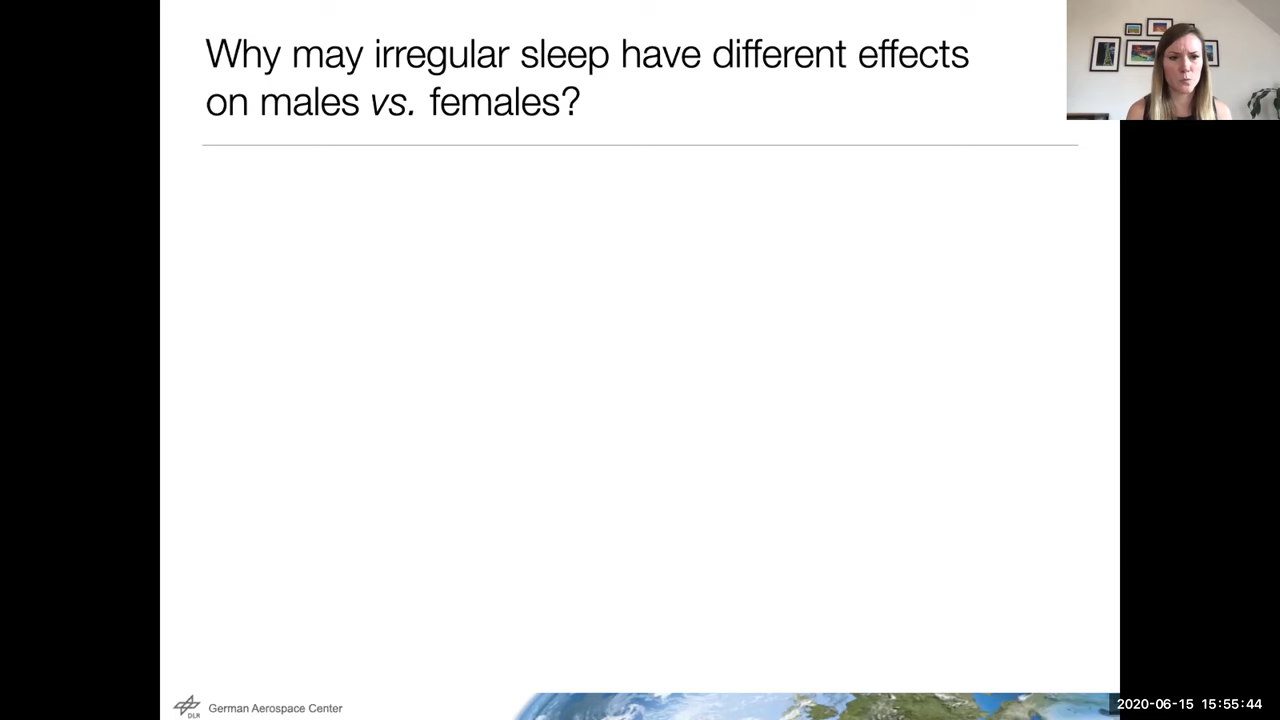 Why may irregular sleep have different effects
on males vs. females?
DLR
German Aerospace Center
2020-06-15 15:55:44